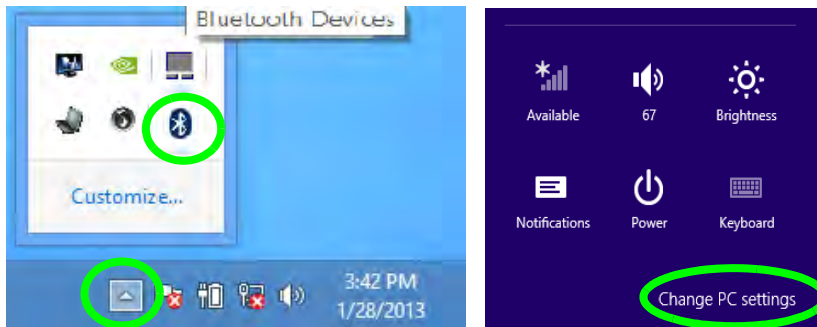 Bluetooth Devices
Customize...
3:42 PM
1/28/2013
Available
67
Brightness
Notifications
Power
Keyboard
Change PC settings